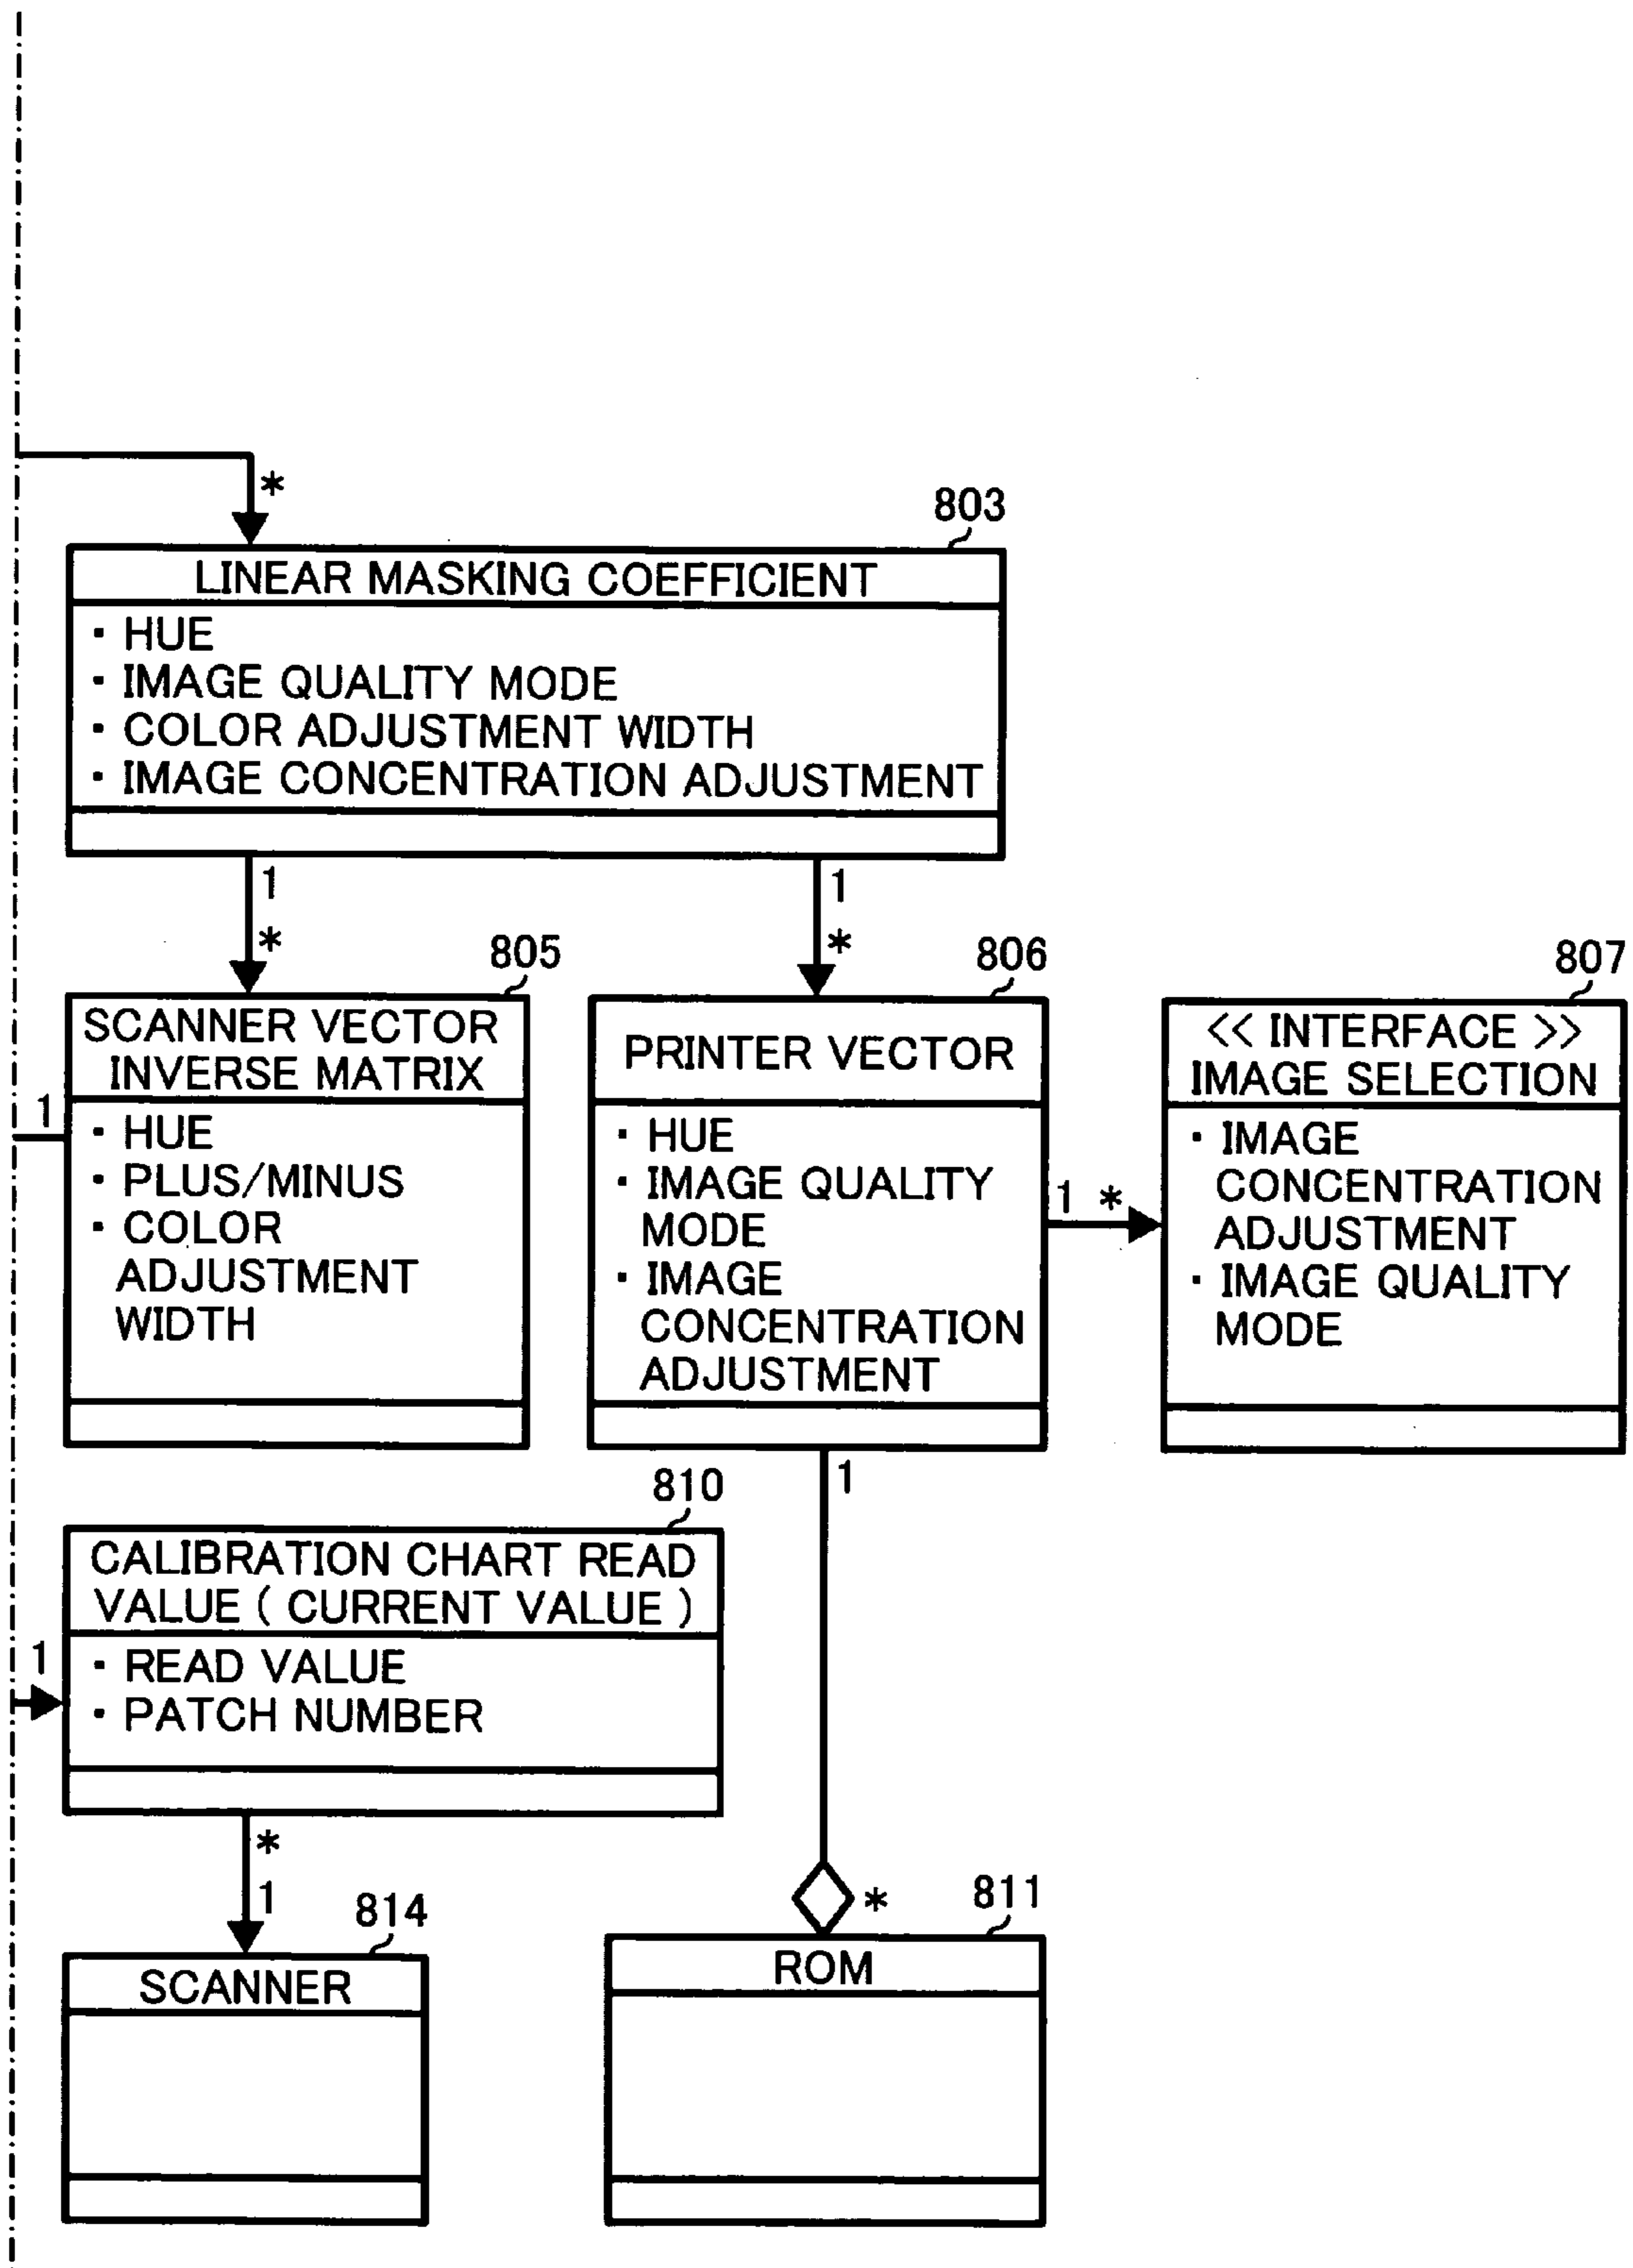 *
803
LINEAR MASKING COEFFICIENT
· HUE
· IMAGE QUALITY MODE
· COLOR ADJUSTMENT WIDTH
· IMAGE CONCENTRATION ADJUSTMENT
1
*
1
*
805
SCANNER VECTOR
INVERSE MATRIX
1
· HUE
· PLUS/MINUS
· COLOR
ADJUSTMENT
WIDTH
806
PRINTER VECTOR
· HUE
· IMAGE QUALITY
MODE
· IMAGE
CONCENTRATION
ADJUSTMENT
1 *
807
<< INTERFACE >>
IMAGE SELECTION
· IMAGE
CONCENTRATION
ADJUSTMENT
· IMAGE QUALITY
MODE
1
810
CALIBRATION CHART READ
VALUE ( CURRENT VALUE )
1
· READ VALUE
· PATCH NUMBER
*
1
814
SCANNER
*
811
ROM